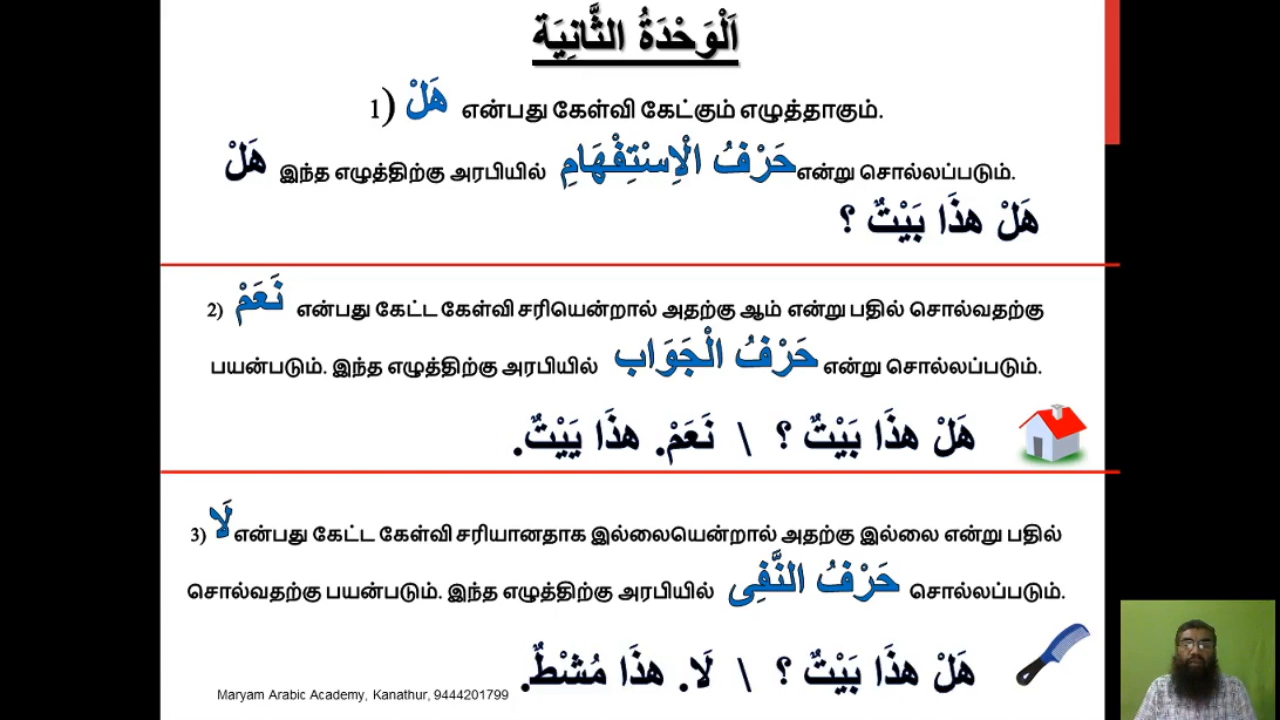 اَلْوَحْدَةُ الثَّانِيَة
1) هَلْ என்பது கேள்வி கேட்கும் எழுத்தாகும்.
هَلْ இந்த எழுத்திற்கு அரபியில் حَرْفُ الْاِسْتِفْهَامِ என்று சொல்லப்படும்.
هَلْ هذَا بَيْتٌ ؟
2) نَعَمْ என்பது கேட்ட கேள்வி சரியென்றால் அதற்கு ஆம் என்று பதில் சொல்வதற்கு
பயன்படும். இந்த எழுத்திற்கு அரபியில் حَرْفُ الْجَوَاب என்று சொல்லப்படும்.
هَلْ هذَا بَيْتٌ ؟ \ نَعَمْ. هذَا يَيْتٌ.
3) لَا என்பது கேட்ட கேள்வி சரியானதாக இல்லையென்றால் அதற்கு இல்லை என்று பதில்
சொல்வதற்கு பயன்படும். இந்த எழுத்திற்கு அரபியில் حَرْفُ النَّفِى சொல்லப்படும்.
هَلْ هذَا بَيْتٌ ؟ \ لَا. هذَا مُشْطٌ.
Maryam Arabic Academy, Kanathur, 9444201799